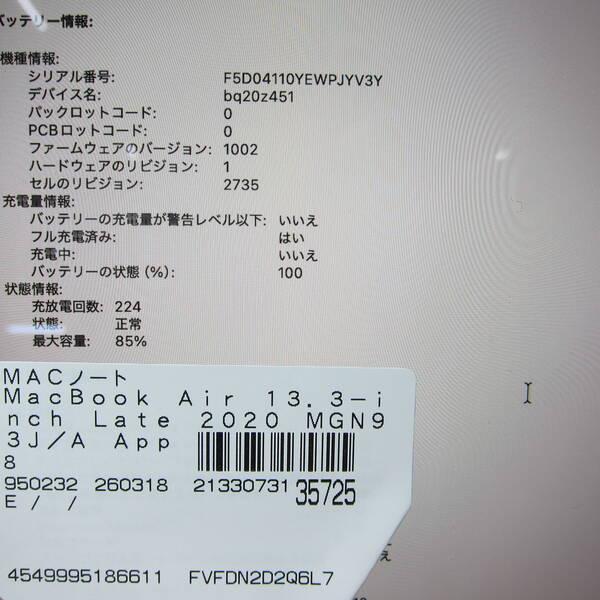 バッテリー情報:
機種情報:
シリアル番号: F5D04110YEWPJYV3Y
デバイス名: bq20z451
パックロットコード: 0
PCBロットコード: 0
ファームウェアのバージョン: 1002
ハードウェアのリビジョン: 1
セルのリビジョン: 2735
充電量情報:
バッテリーの充電量が警告レベル以下: いいえ
フル充電済み: はい
充電中: いいえ
バッテリーの状態 (%): 100
状態情報:
充放電回数: 224
状態: 正常
最大容量: 85%
MACノート
MacBook Air 13.3−i
nch Late 2020 MGN9
3J／A App
8
950232 260318 21330731 35725
E / /
え
4549995186611 FVFDN2D2Q6L7